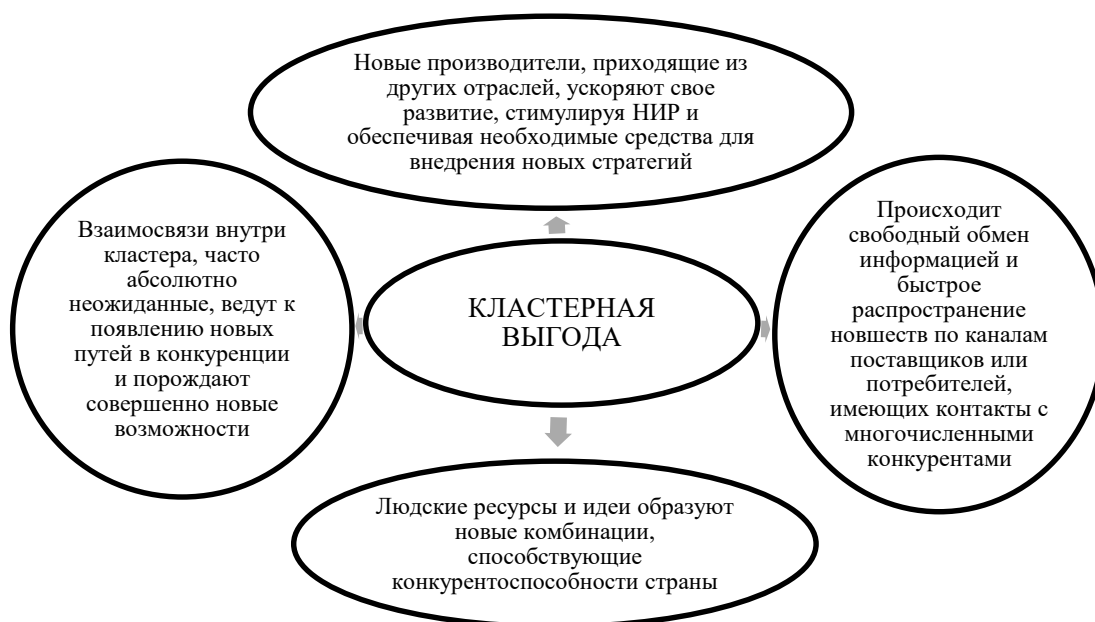 Новые производители, приходящие из
других отраслей, ускоряют свое
развитие, стимулируя НИР и
обеспечивая необходимые средства для
внедрения новых стратегий
Взаимосвязи внутри
кластера, часто
абсолютно
неожиданные, ведут к
появлению новых
путей в конкуренции
и порождают
совершенно новые
возможности
КЛАСТЕРНАЯ
ВЫГОДА
Происходит
свободный обмен
информацией и
быстрое
распространение
новшеств по каналам
поставщиков или
потребителей,
имеющих контакты с
многочисленными
конкурентами
Людские ресурсы и идеи образуют
новые комбинации,
способствующие
конкурентоспособности страны